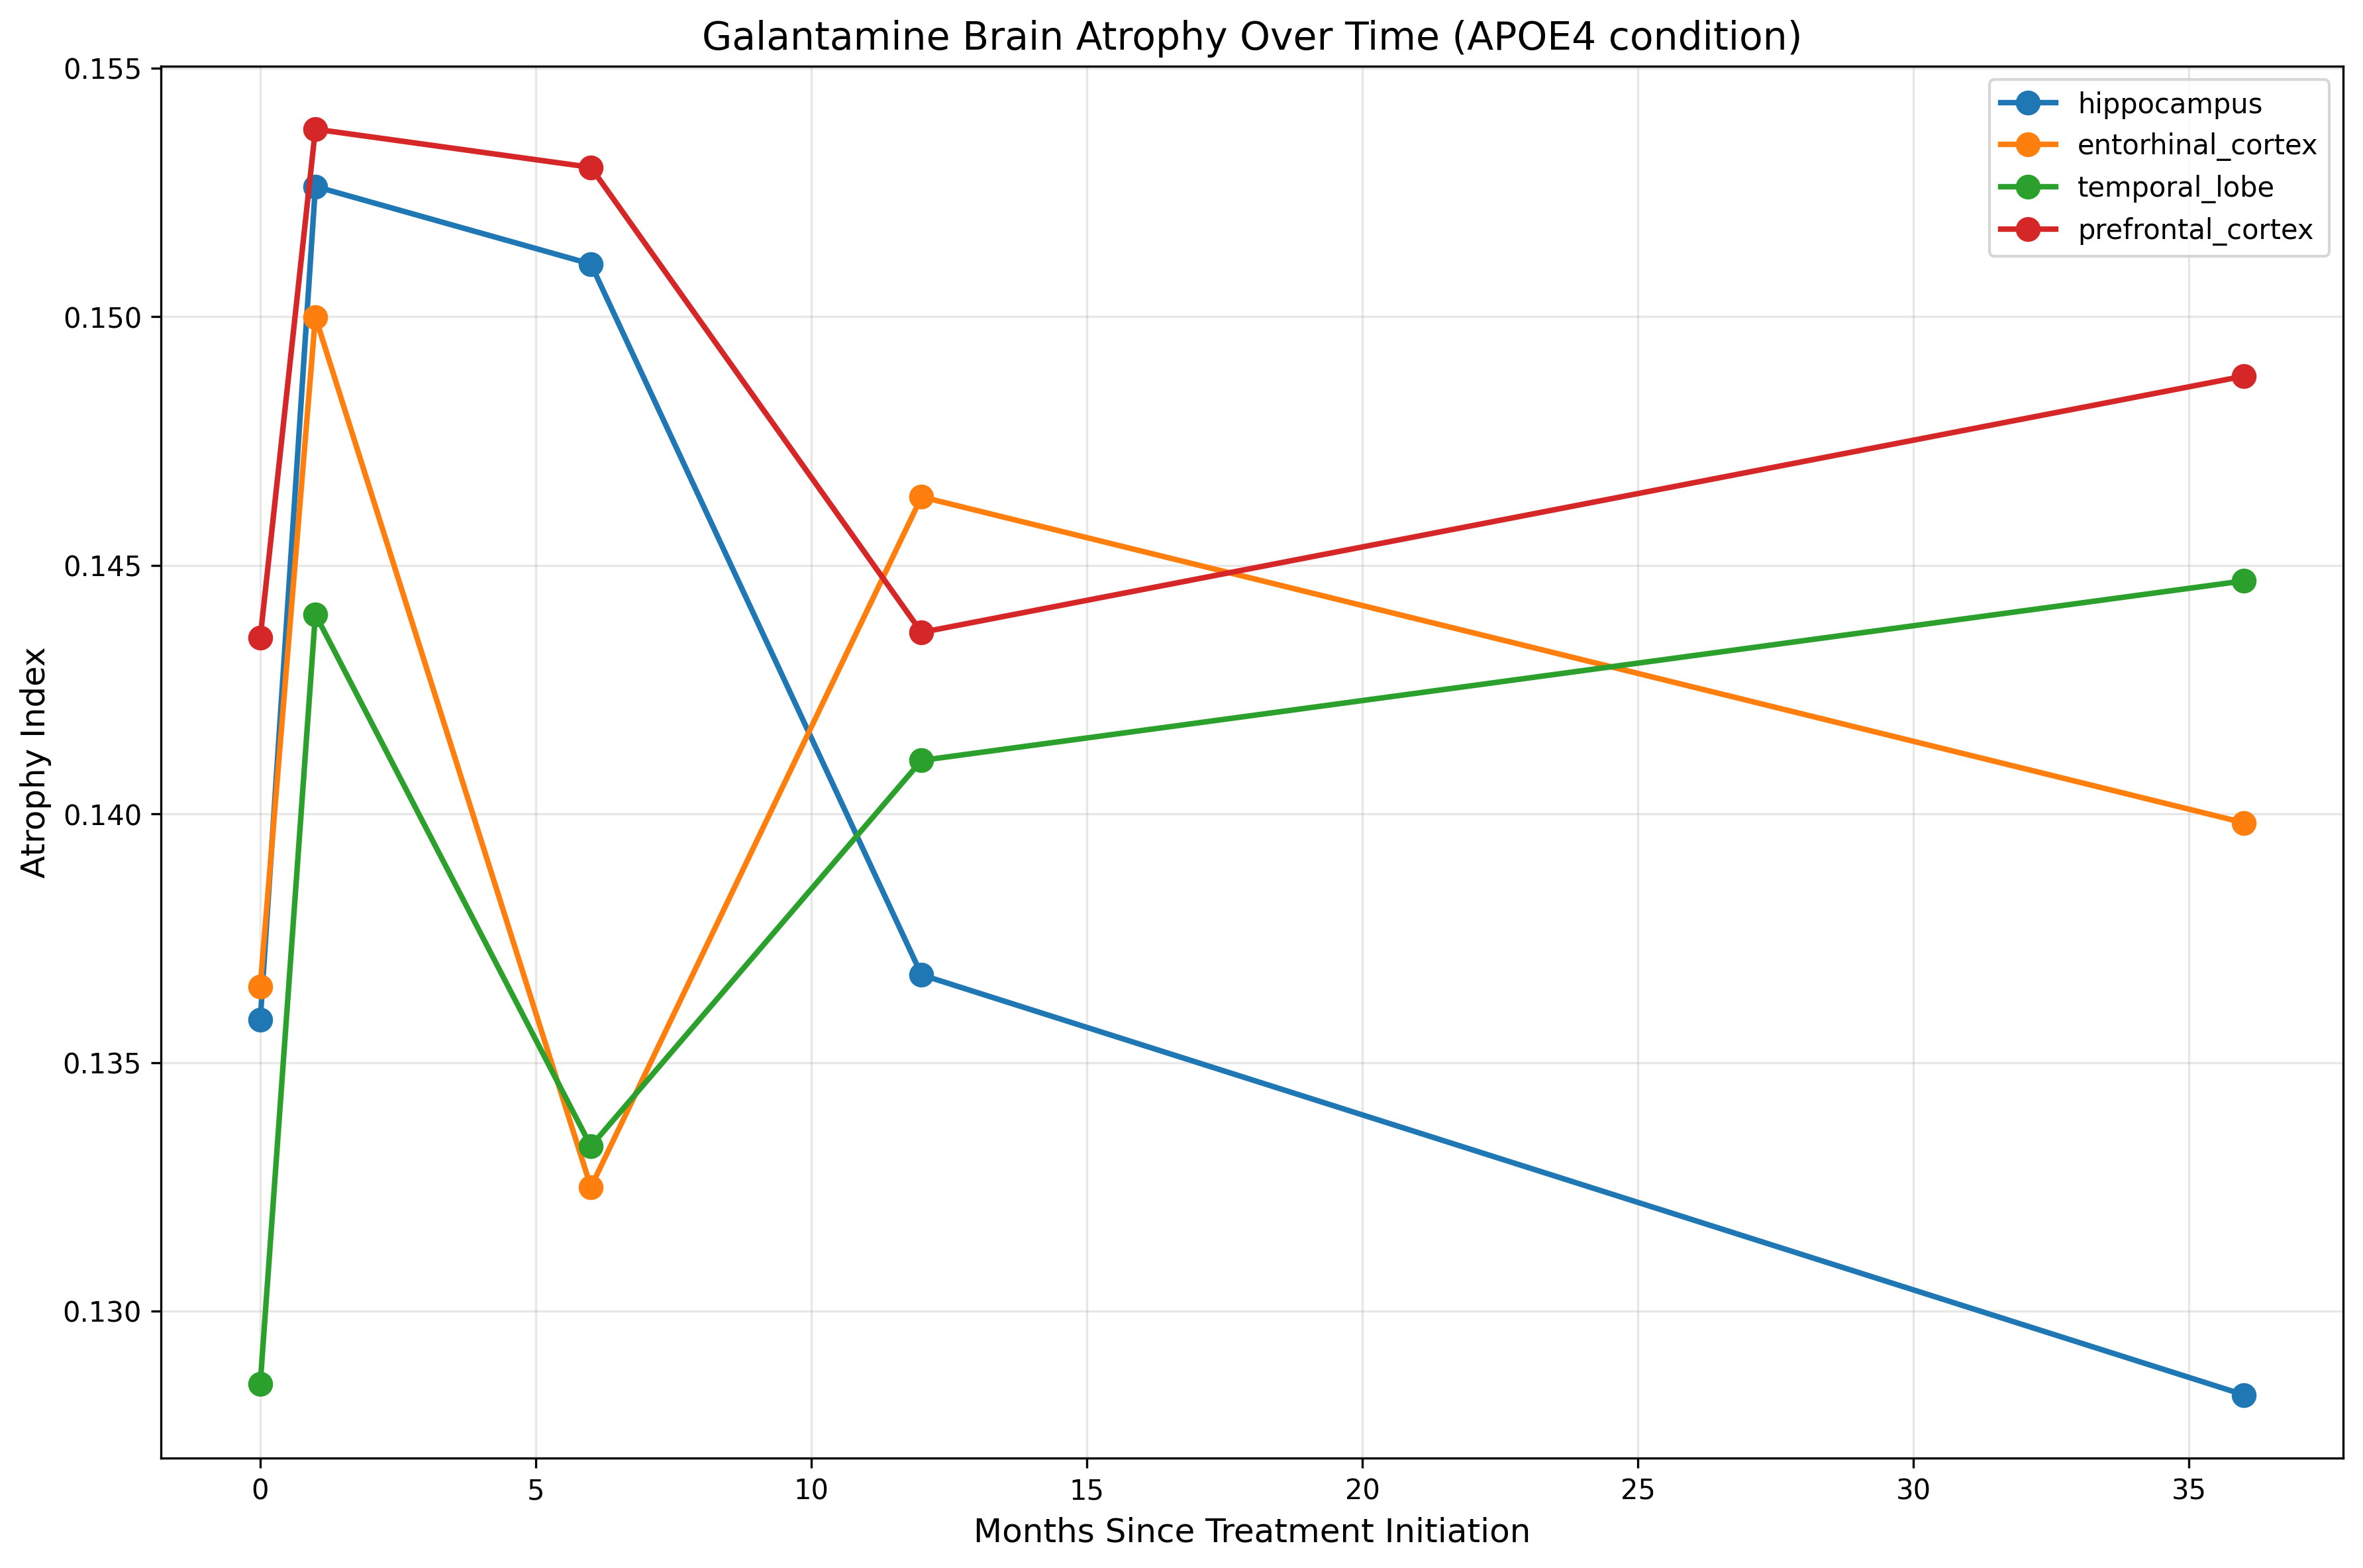 Galantamine Brain Atrophy Over Time (APOE4 condition)
0.155
0.150
0.145
0.140
0.135
0.130
Atrophy Index
hippocampus
entorhinal_cortex
temporal_lobe
prefrontal_cortex
0 5 10 15 20 25 30 35
Months Since Treatment Initiation